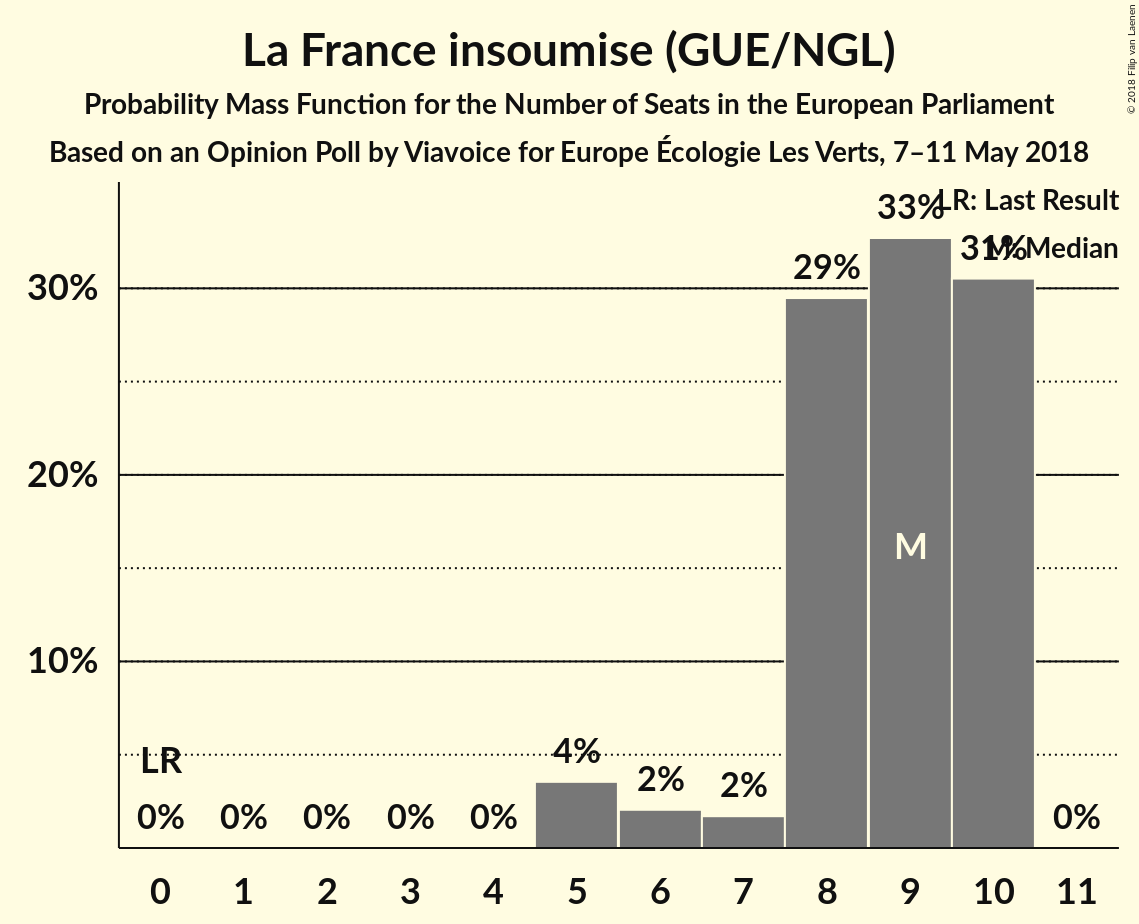 La France insoumise (GUE/NGL)
Probability Mass Function for the Number of Seats in the European Parliament
Based on an Opinion Poll by Viavoice for Europe Écologie Les Verts, 7–11 May 2018
© 2018 Filip van Laenen
LR: Last Result
M: Median
33%
31%
29%
30%
20%
M
10%
LR
4%
2%
2%
0% 0% 0% 0% 0% 0%
0 1 2 3 4 5 6 7 8 9 10 11